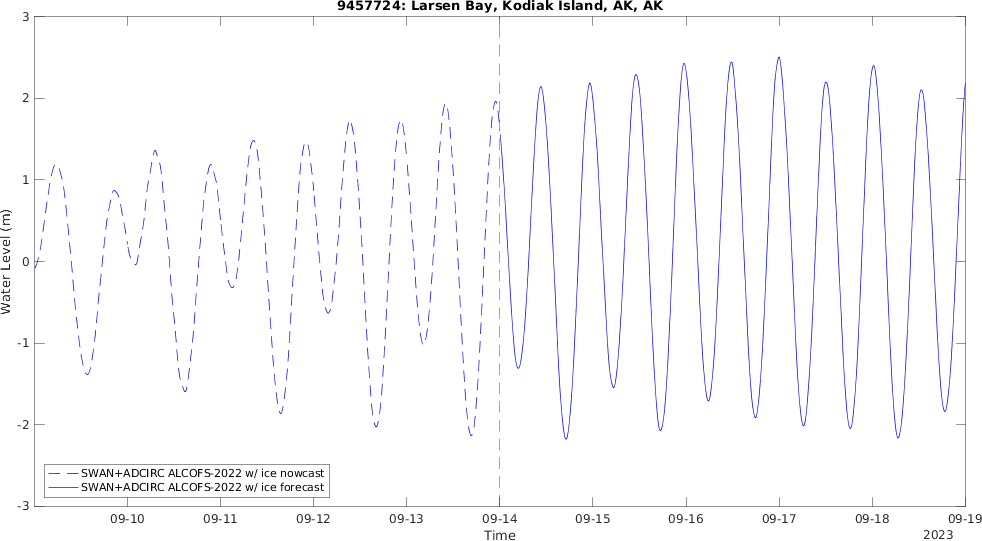 9457724: Larsen Bay, Kodiak Island, AK, AK
3
2
1
0
-1
-2
-3
Water Level (m)
SWAN+ADCIRC ALCOFS-2022 w/ ice nowcast
SWAN+ADCIRC ALCOFS-2022 w/ ice forecast
09-10 09-11 09-12 09-13 09-14 09-15 09-16 09-17 09-18 09-19
Time
2023